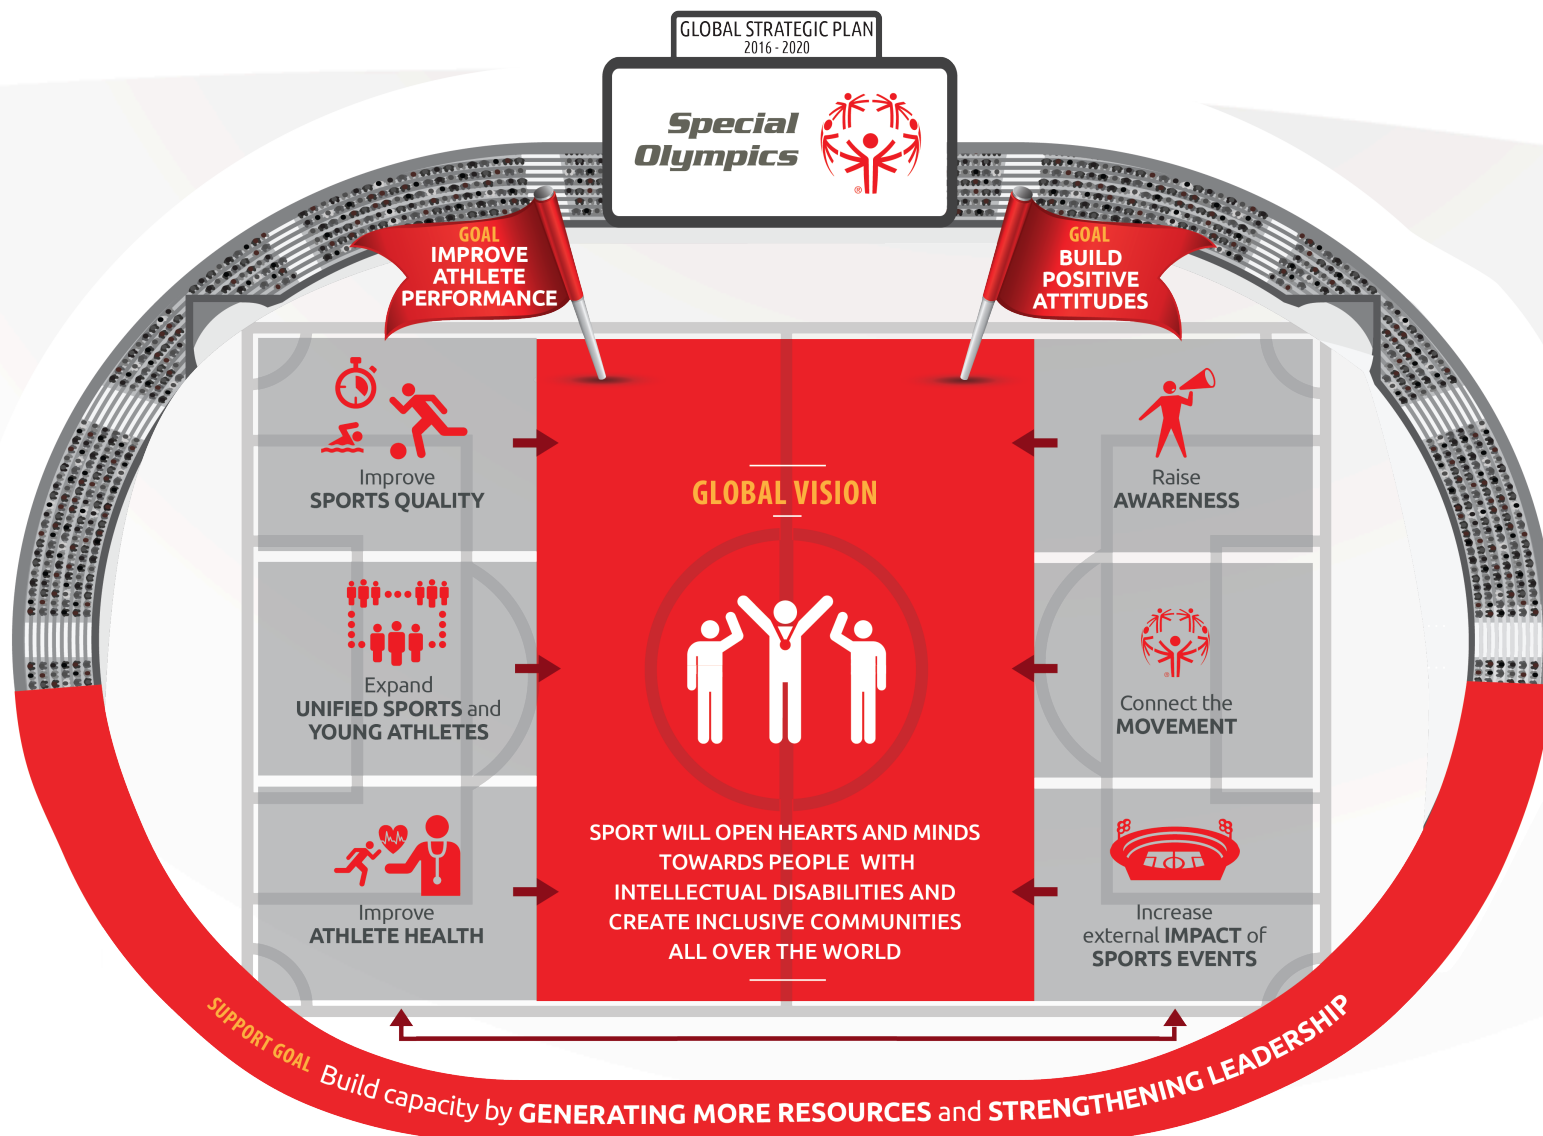 GLOBAL STRATEGIC PLAN
2016 - 2020
Special
Olympics
®
GOAL
IMPROVE
ATHLETE
PERFORMANCE
GOAL
BUILD
POSITIVE
ATTITUDES
Improve
SPORTS QUALITY
Expand
UNIFIED SPORTS and
YOUNG ATHLETES
Improve
ATHLETE HEALTH
GLOBAL VISION
SPORT WILL OPEN HEARTS AND MINDS
TOWARDS PEOPLE WITH
INTELLECTUAL DISABILITIES AND
CREATE INCLUSIVE COMMUNITIES
ALL OVER THE WORLD
Raise
AWARENESS
®
Connect the
MOVEMENT
Increase
external IMPACT of
SPORTS EVENTS
SUPPORT GOAL Build capacity by GENERATING MORE RESOURCES and STRENGTHENING LEADERSHIP